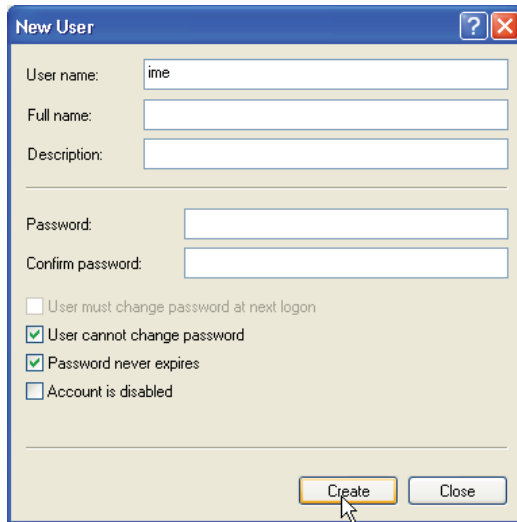 New User
User name: ime
Full name:
Description:
Password:
Confirm password:
User must change password at next logon
User cannot change password
Password never expires
Account is disabled
Create Close